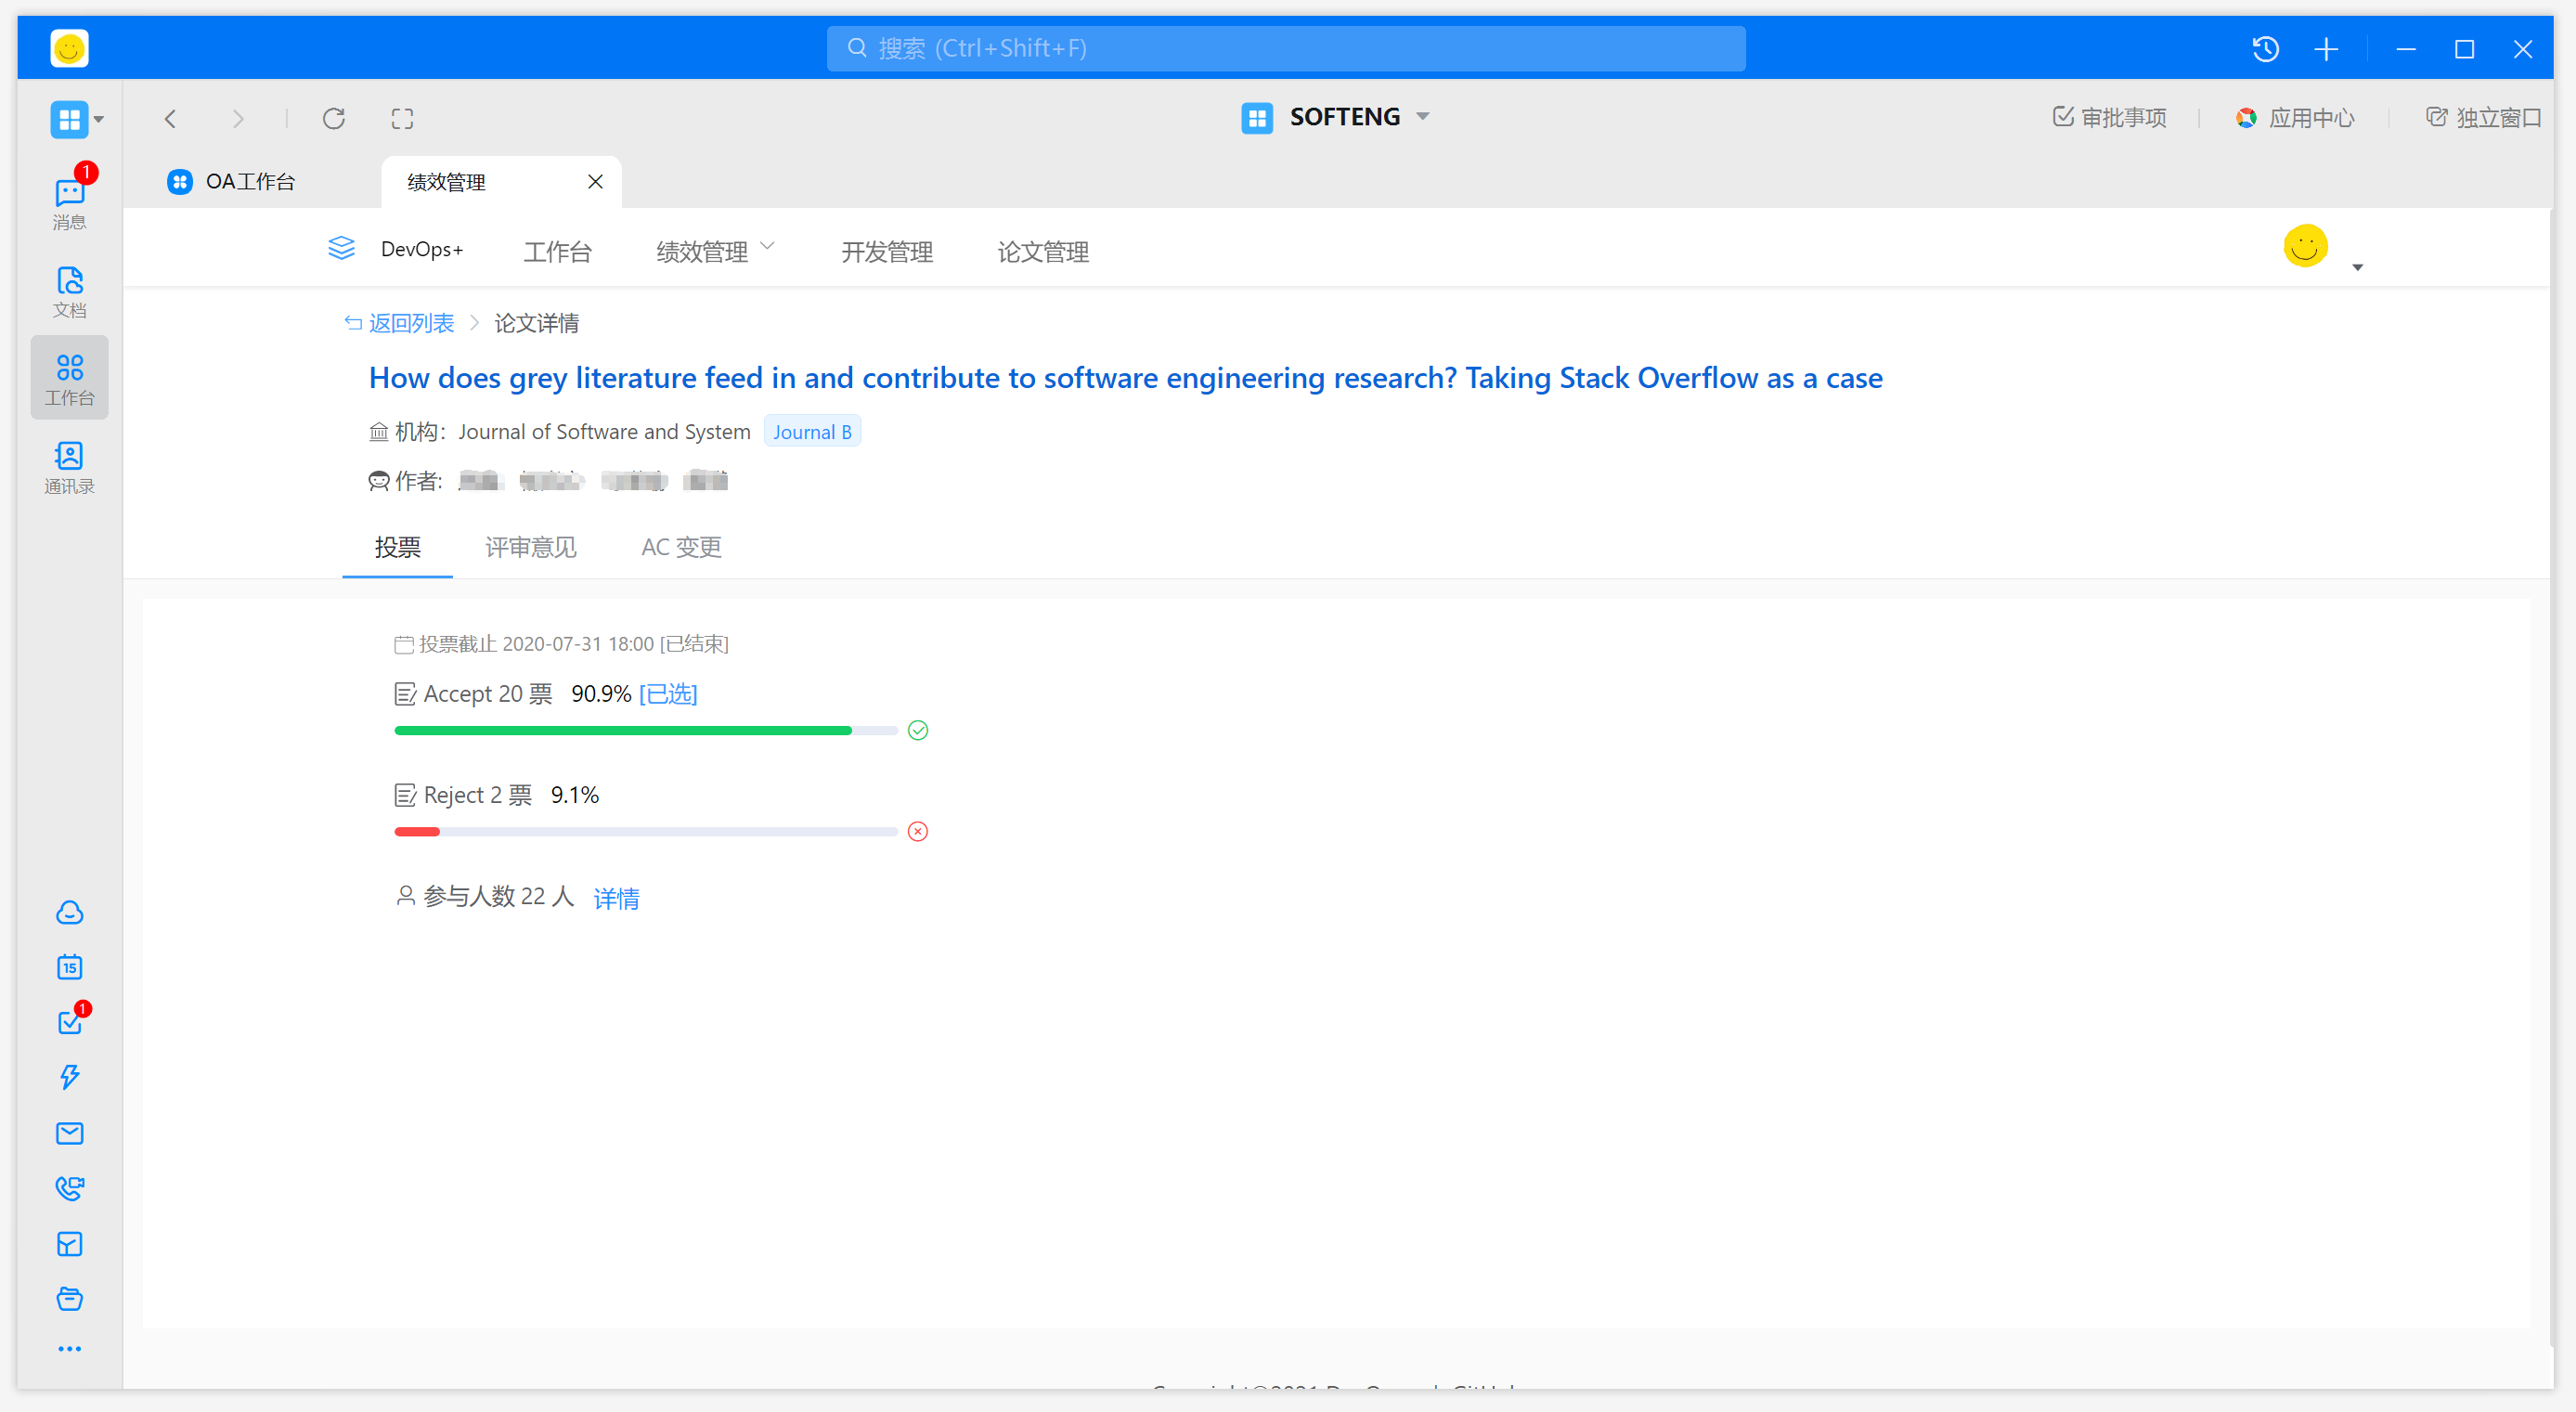 搜索 (Ctrl+Shift+F)
SOFTENG
审批事项
应用中心
独立窗口
1
消息
文档
工作台
通讯录
15
1
OA工作台
绩效管理
DevOps+
工作台
绩效管理
开发管理
论文管理
返回列表 > 论文详情
How does grey literature feed in and contribute to software engineering research? Taking Stack Overflow as a case
机构: Journal of Software and System Journal B
作者:
投票 评审意见 AC 变更
投票截止 2020-07-31 18:00 [已结束]
Accept 20 票 90.9% [已选]
Reject 2 票 9.1%
参与人数 22 人 详情